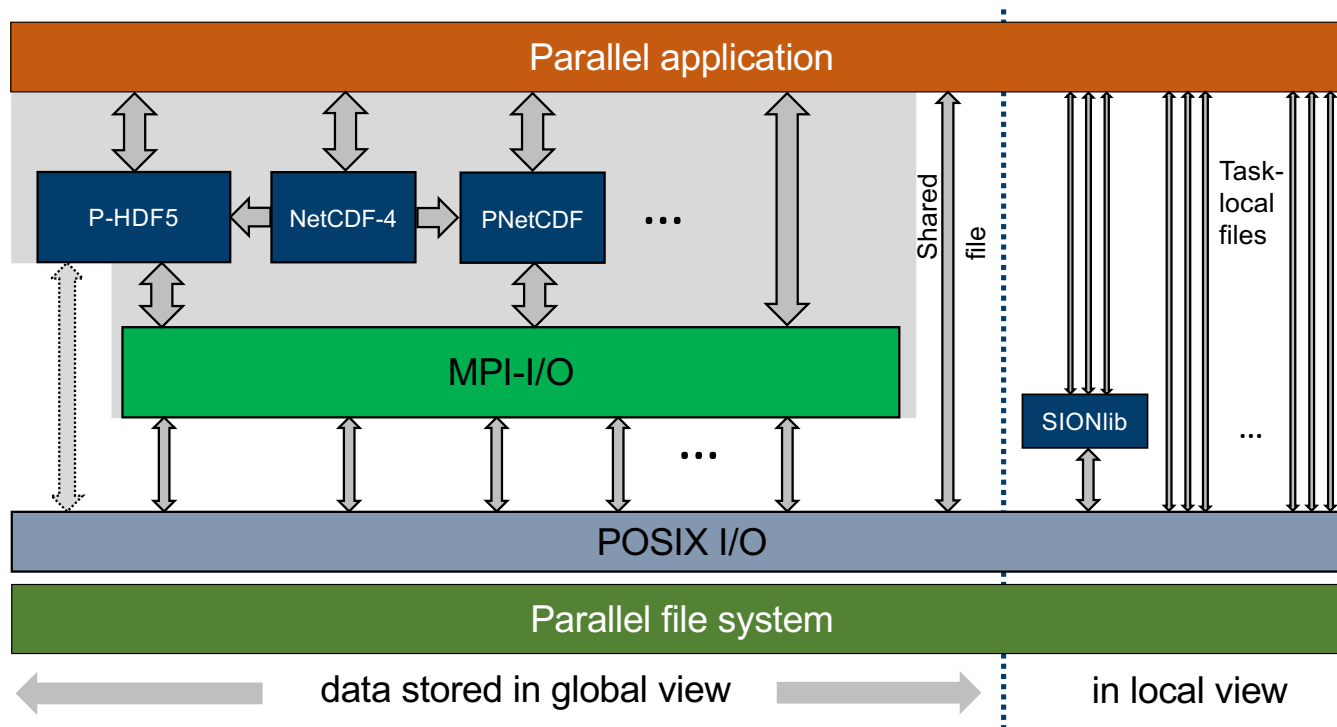 Parallel application
P-HDF5
NetCDF-4
PNetCDF
...
Shared
file
Task-
local
files
MPI-I/O
SIONlib
...
...
POSIX I/O
Parallel file system
data stored in global view
in local view